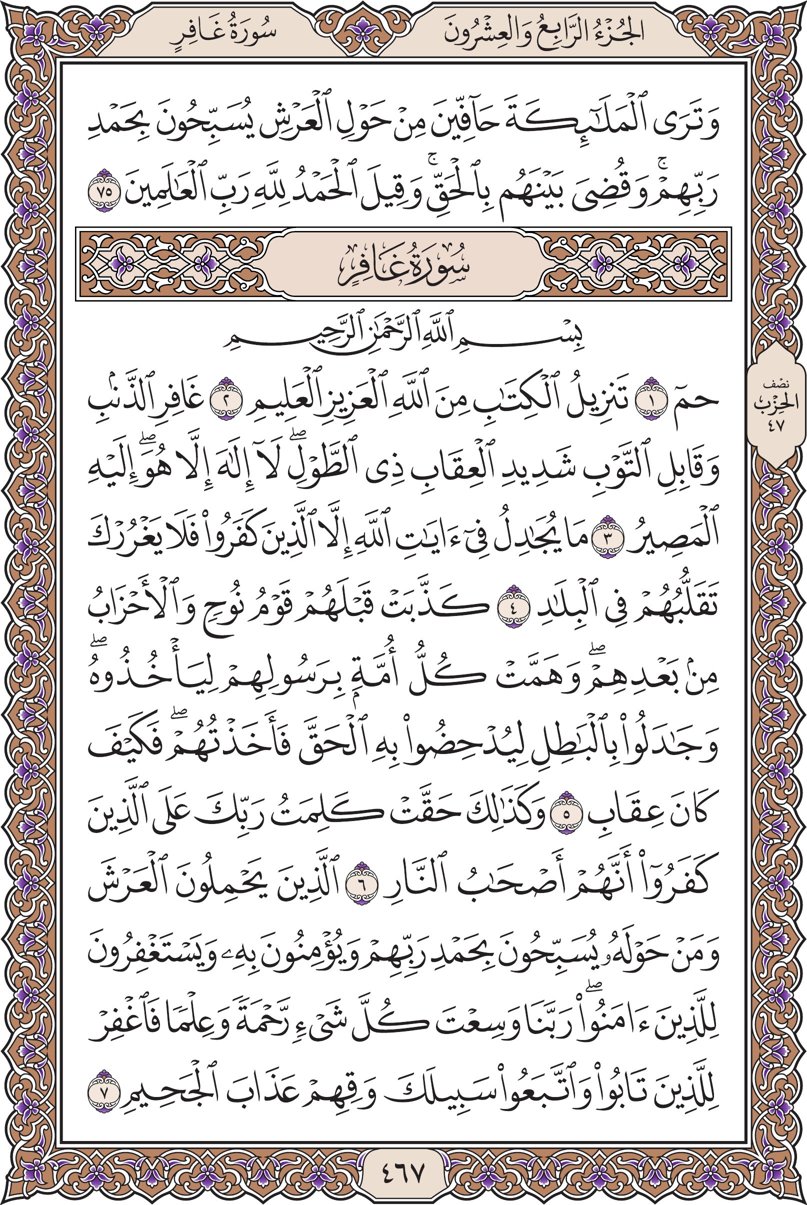 سُورَةُ غَافِرٍ
الجُزْءُ الرَّابِعُ وَالعِشْرُونَ
وَتَرَى ٱلْمَلَـٰٓئِكَةَ حَآفِّينَ مِنْ حَوْلِ ٱلْعَرْشِ يُسَبِّحُونَ بِحَمْدِ
رَبِّهِمْ ۖ وَقُضِىَ بَيْنَهُم بِٱلْحَقِّ وَقِيلَ ٱلْحَمْدُ لِلَّهِ رَبِّ ٱلْعَـٰلَمِينَ ٧٥
سُورَةُ غَافِرٍ
بِسْمِ ٱللَّهِ ٱلرَّحْمَـٰنِ ٱلرَّحِيمِ
حمٓ ١ تَنزِيلُ ٱلْكِتَـٰبِ مِنَ ٱللَّهِ ٱلْعَزِيزِ ٱلْعَلِيمِ ٢ غَافِرِ ٱلذَّنۢبِ
وَقَابِلِ ٱلتَّوْبِ شَدِيدِ ٱلْعِقَابِ ذِى ٱلطَّوْلِ ۖ لَآ إِلَـٰهَ إِلَّا هُوَ ۖ إِلَيْهِ
ٱلْمَصِيرُ ٣ مَا يُجَـٰدِلُ فِىٓ ءَايَـٰتِ ٱللَّهِ إِلَّا ٱلَّذِينَ كَفَرُوا۟ فَلَا يَغْرُرْكَ
تَقَلُّبُهُمْ فِى ٱلْبِلَـٰدِ ٤ كَذَّبَتْ قَبْلَهُمْ قَوْمُ نُوحٍ وَٱلْأَحْزَابُ
مِنۢ بَعْدِهِمْ ۖ وَهَمَّتْ كُلُّ أُمَّةٍۭ بِرَسُولِهِمْ لِيَأْخُذُوهُ ۖ
وَجَـٰدَلُوا۟ بِٱلْبَـٰطِلِ لِيُدْحِضُوا۟ بِهِ ٱلْحَقَّ فَأَخَذْتُهُمْ ۖ فَكَيْفَ
كَانَ عِقَابِ ٥ وَكَذَٰلِكَ حَقَّتْ كَلِمَتُ رَبِّكَ عَلَى ٱلَّذِينَ
كَفَرُوٓا۟ أَنَّهُمْ أَصْحَـٰبُ ٱلنَّارِ ٦ ٱلَّذِينَ يَحْمِلُونَ ٱلْعَرْشَ
وَمَنْ حَوْلَهُۥ يُسَبِّحُونَ بِحَمْدِ رَبِّهِمْ وَيُؤْمِنُونَ بِهِۦ وَيَسْتَغْفِرُونَ
لِلَّذِينَ ءَامَنُوا۟ ۖ رَبَّنَا وَسِعْتَ كُلَّ شَىْءٍ رَّحْمَةً وَعِلْمًا فَٱغْفِرْ
لِلَّذِينَ تَابُوا۟ وَٱتَّبَعُوا۟ سَبِيلَكَ وَقِهِمْ عَذَابَ ٱلْجَحِيمِ ٧
نصف
الحزب
٤٧
٤٦٧